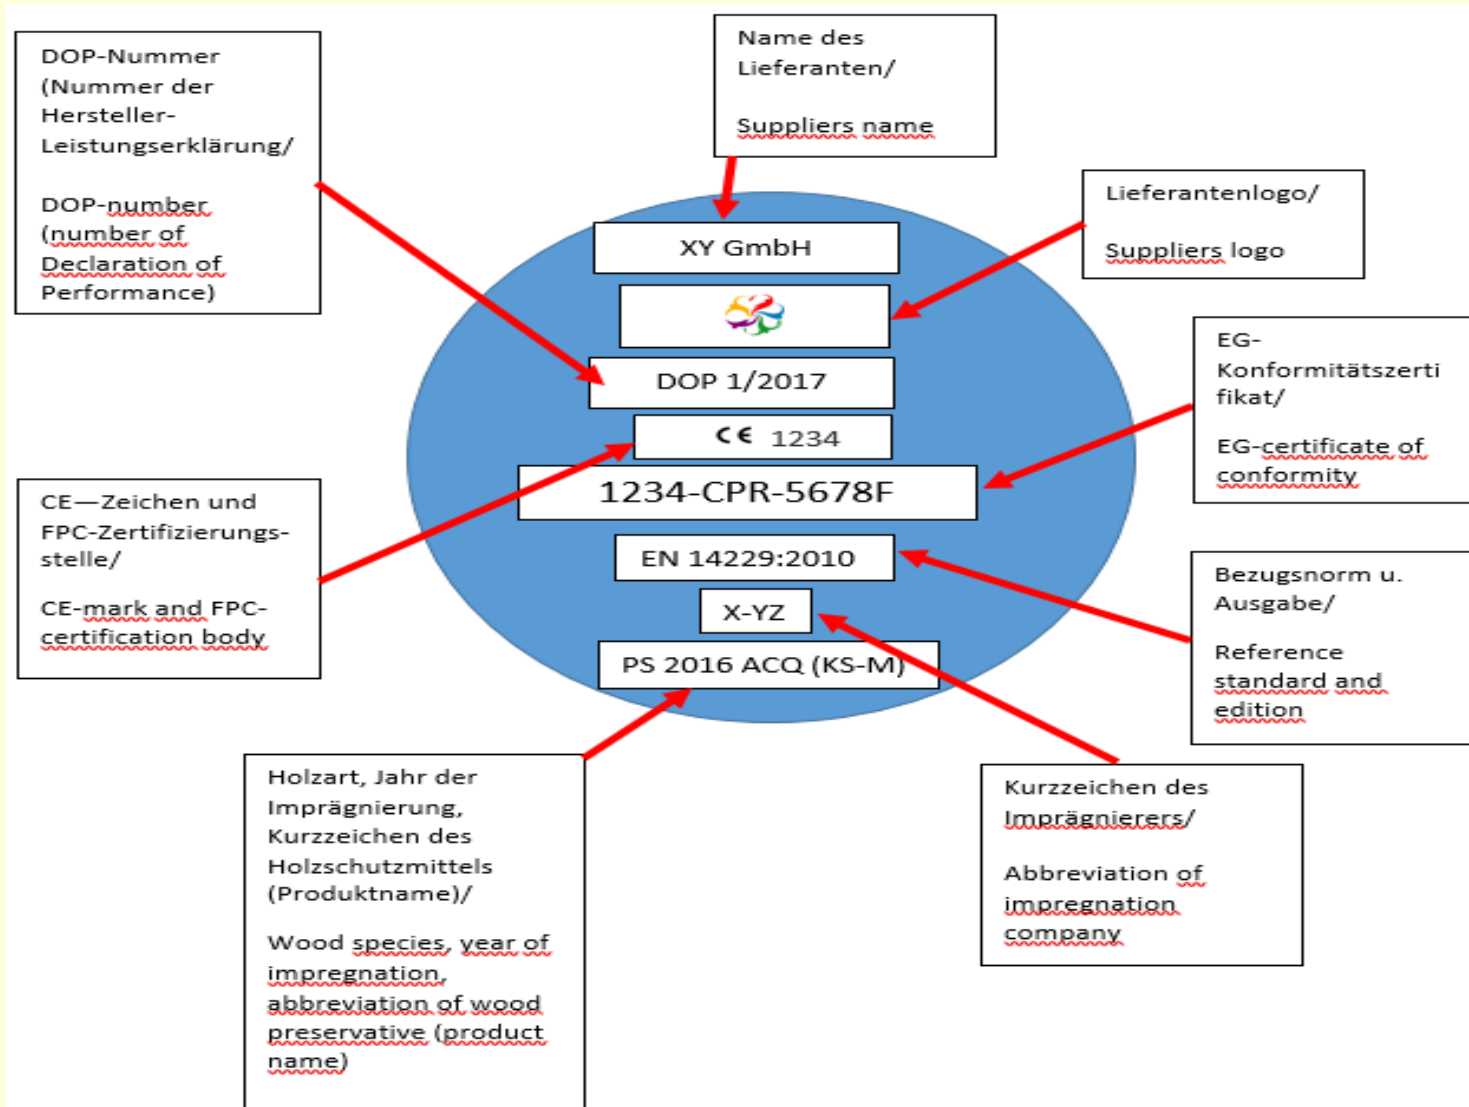 DOP-Nummer
(Nummer der
Hersteller-
Leistungserklärung/
DOP-number
(number of
Declaration of
Performance)
Name des
Lieferanten/
Suppliers name
Lieferantenlogo/
Suppliers logo
XY GmbH
DOP 1/2017
CE 1234
1234-CPR-5678F
EN 14229:2010
X-YZ
PS 2016 ACQ (KS-M)
EG-
Konformitätszerti
fikat/
EG-certificate of
conformity
CE—Zeichen und
FPC-Zertifizierungs-
stelle/
CE-mark and FPC-
certification body
Bezugsnorm u.
Ausgabe/
Reference
standard and
edition
Holzart, Jahr der
Imprägnierung,
Kurzzeichen des
Holzschutzmittels
(Produktname)/
Wood species, year of
impregnation,
abbreviation of wood
preservative (product
name)
Kurzzeichen des
Imprägnierers/
Abbreviation of
impregnation
company